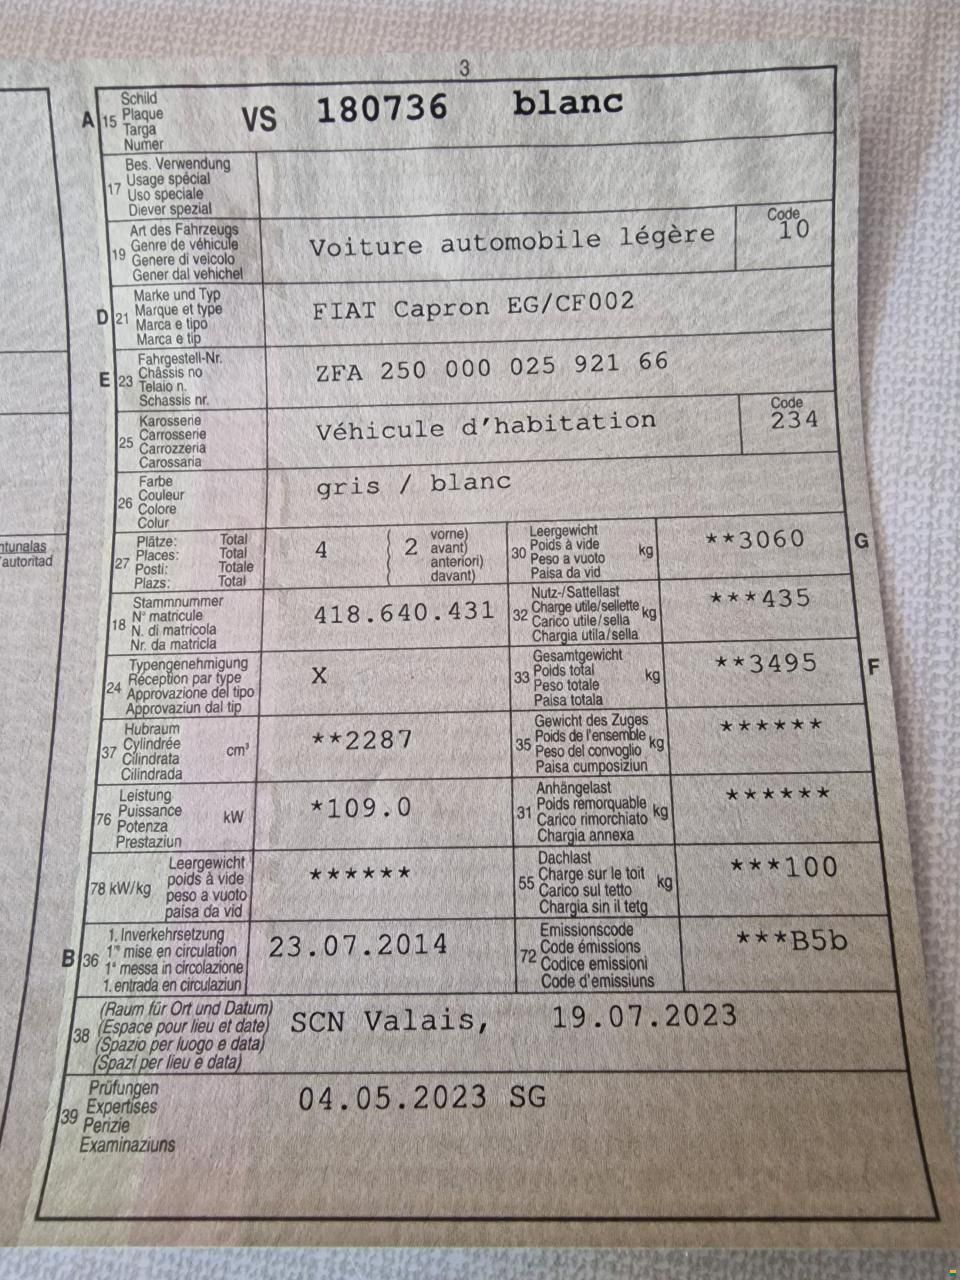 3
A 15 Schild
Plaque
Targa
Numer
VS 180736 blanc
17 Bes. Verwendung
Usage spécial
Uso speciale
Diever spezial
19 Art des Fahrzeugs
Genre de véhicule
Genere di veicolo
Gener dal vehichel
Voiture automobile légère
Code
10
D 21 Marke und Typ
Marque et type
Marca e tipo
Marca e tip
FIAT Capron EG/CF002
E 23 Fahrgestell-Nr.
Châssis no
Telaio n.
Schassis nr.
ZFA 250 000 025 921 66
25 Karosserie
Carrosserie
Carrozzeria
Carossaria
Véhicule d'habitation
Code
234
26 Farbe
Couleur
Colore
Colur
gris / blanc
ntunalas
'autoritad
27 Plätze: Total
Places: Total
Posti: Totale
Plazs: Total
4 ( 2 vorne)
avant)
anteriori)
davant)
30 Leergewicht
Poids à vide kg
Peso a vuoto
Paisa da vid
**3060 G
18 Stammnummer
N° matricule
N. di matricola
Nr. da matricla
418.640.431
32 Nutz-/Sattellast
Charge utile/sellette kg
Carico utile/sella
Chargia utila/sella
***435
24 Typengenehmigung
Réception par type
Approvazione del tipo
Approvaziun dal tip
X
33 Gesamtgewicht
Poids total kg
Peso totale
Paisa totala
**3495 F
37 Hubraum
Cylindrée cm³
Cilindrata
Cilindrada
**2287
35 Gewicht des Zuges
Poids de l'ensemble kg
Peso del convoglio
Paisa cumposiziun
******
76 Leistung
Puissance kW
Potenza
Prestaziun
*109.0
31 Anhängelast
Poids remorquable kg
Carico rimorchiato
Chargia annexa
******
78 kW/kg Leergewicht
poids à vide
peso a vuoto
paisa da vid
******
55 Dachlast
Charge sur le toit kg
Carico sul tetto
Chargia sin il tetg
***100
B 36 1. Inverkehrsetzung
1re mise en circulation
1a messa in circolazione
1. entrada en circulaziun
23.07.2014
72 Emissionscode
Code émissions
Codice emissioni
Code d'emissiuns
***B5b
38 (Raum für Ort und Datum)
(Espace pour lieu et date)
(Spazio per luogo e data)
(Spazi per lieu e data)
SCN Valais, 19.07.2023
39 Prüfungen
Expertises
Perizie
Examinaziuns
04.05.2023 SG